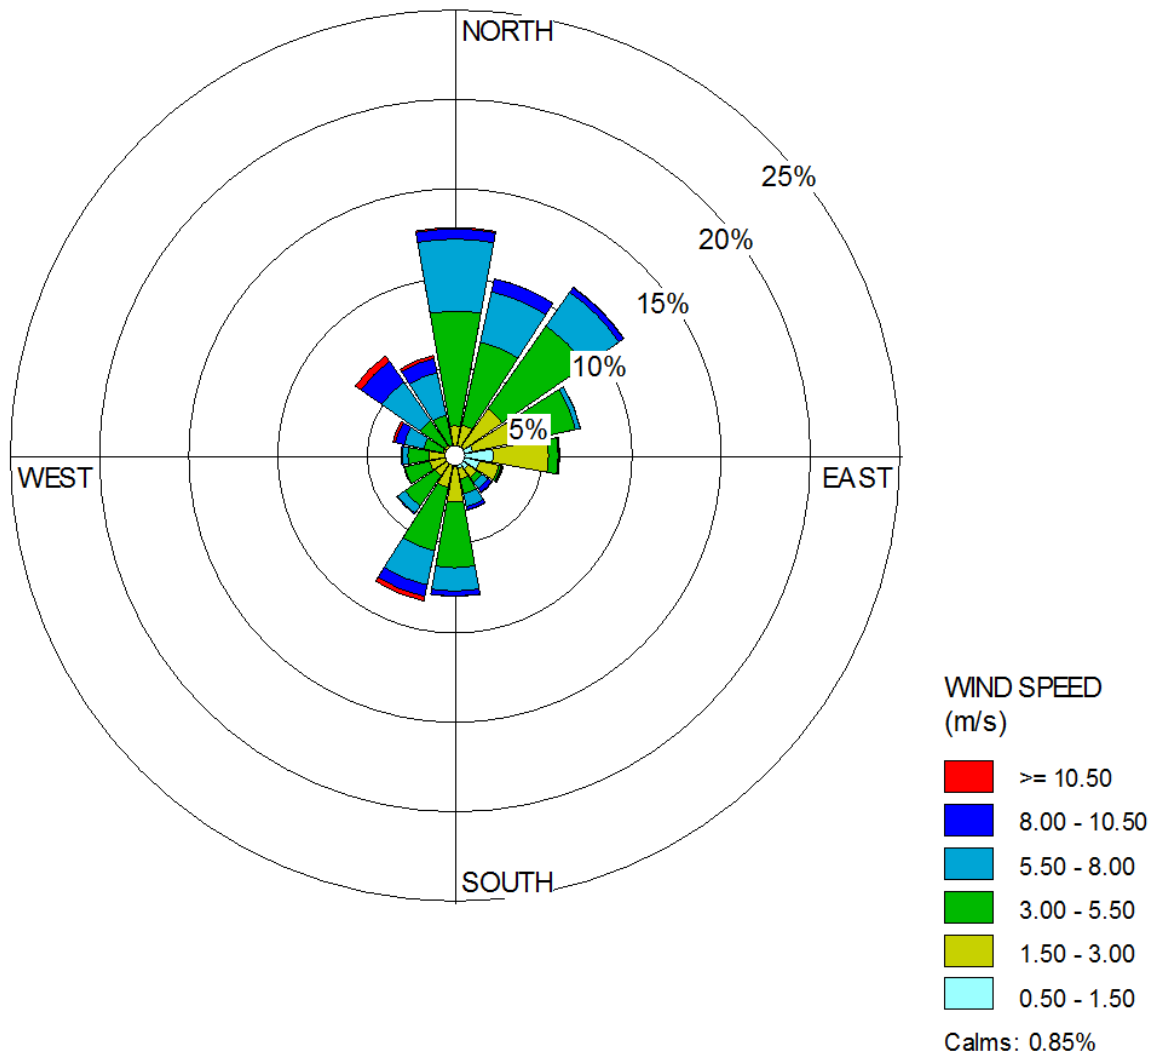 NORTH
25%
20%
15%
10%
5%
WEST
EAST
SOUTH
WIND SPEED
(m/s)
>= 10.50
8.00 - 10.50
5.50 - 8.00
3.00 - 5.50
1.50 - 3.00
0.50 - 1.50
Calms: 0.85%